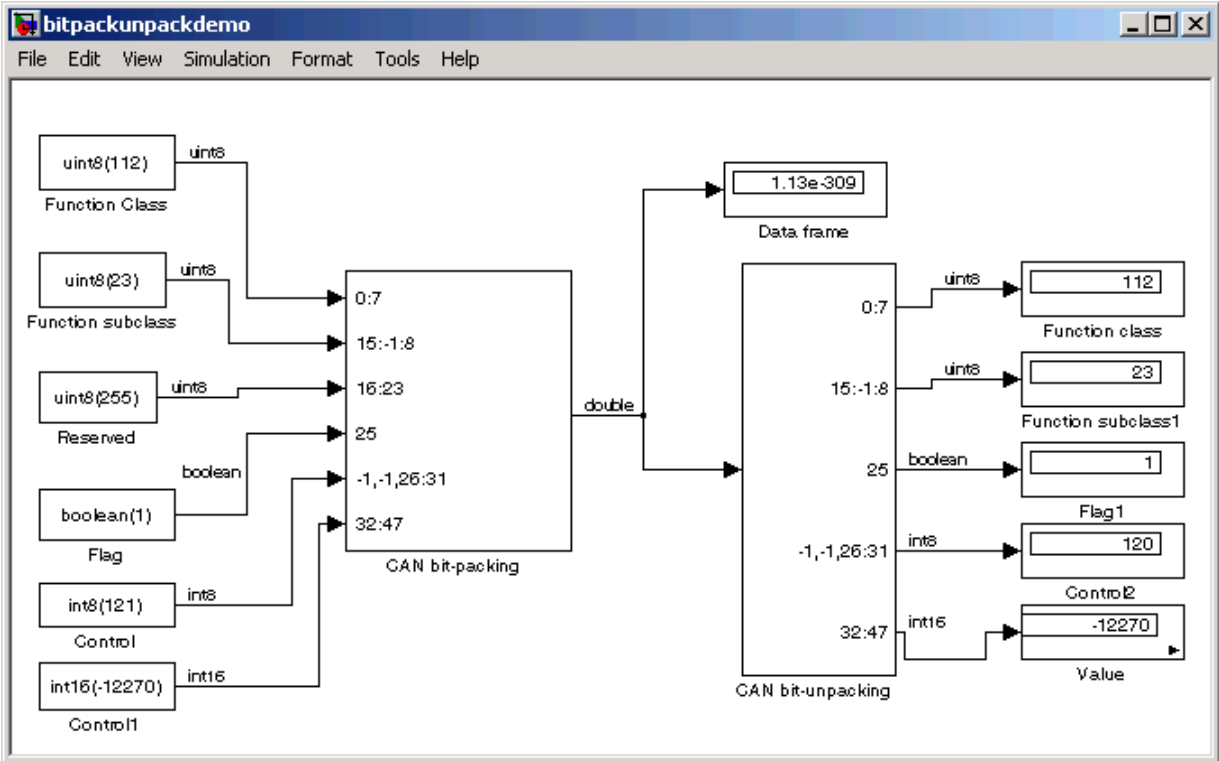 bitpackunpackdemo
File Edit View Simulation Format Tools Help
uint8(112)
uint8
Function Class
uint8(23)
uint8
Function subclass
uint8(255)
uint8
Reserved
boolean
boolean(1)
Flag
int8(121)
int8
Control
int16(-12270)
int16
Control1
0:7
15:-1:8
16:23
25
-1,-1,26:31
32:47
CAN bit-packing
double
1.13e-309
Data frame
0:7
15:-1:8
25
-1,-1,26:31
32:47
CAN bit-unpacking
uint8
112
Function class
uint8
23
Function subclass1
boolean
1
Flag1
int8
120
Control2
int16
-12270
Value